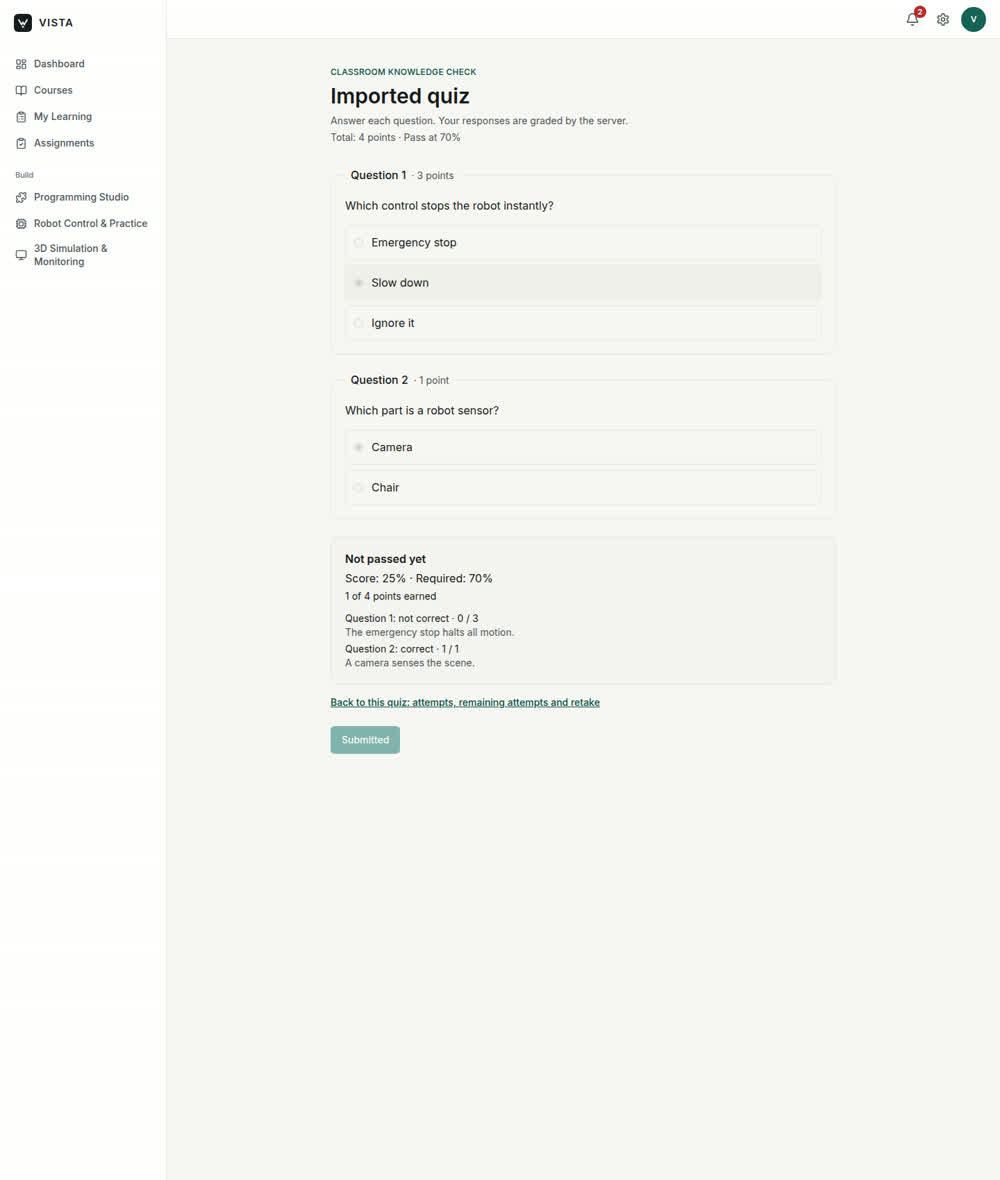 VISTA
2
V
Dashboard
Courses
My Learning
Assignments
Build
Programming Studio
Robot Control & Practice
3D Simulation &
Monitoring
CLASSROOM KNOWLEDGE CHECK
Imported quiz
Answer each question. Your responses are graded by the server.
Total: 4 points · Pass at 70%
Question 1 · 3 points
Which control stops the robot instantly?
Emergency stop
Slow down
Ignore it
Question 2 · 1 point
Which part is a robot sensor?
Camera
Chair
Not passed yet
Score: 25% · Required: 70%
1 of 4 points earned
Question 1: not correct · 0 / 3
The emergency stop halts all motion.
Question 2: correct · 1 / 1
A camera senses the scene.
Back to this quiz: attempts, remaining attempts and retake
Submitted